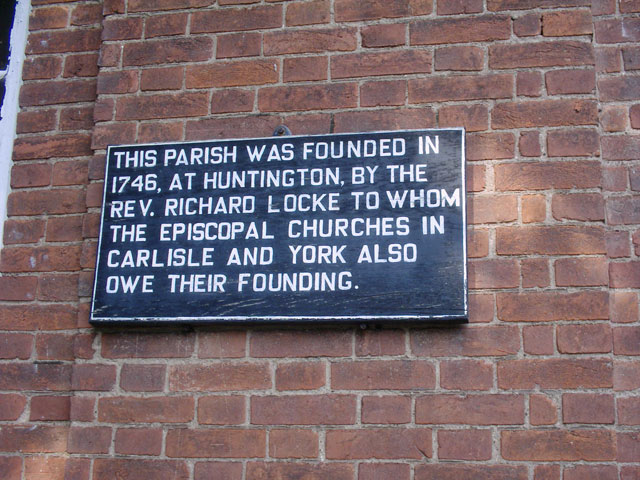 THIS PARISH WAS FOUNDED IN
1746, AT HUNTINGTON, BY THE
REV. RICHARD LOCKE TO WHOM
THE EPISCOPAL CHURCHES IN
CARLISLE AND YORK ALSO
OWE THEIR FOUNDING.